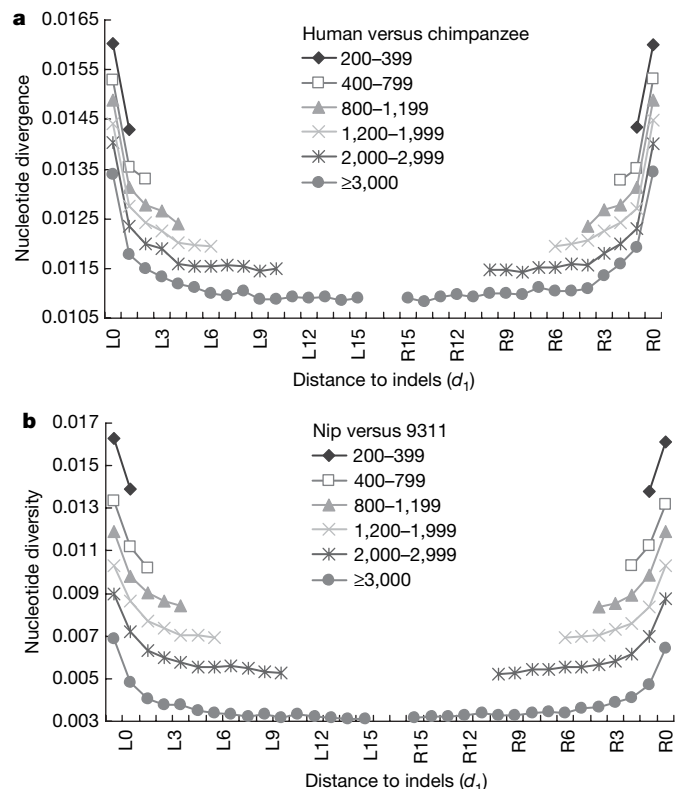 a
Human versus chimpanzee
200–399
400–799
800–1,199
1,200–1,999
2,000–2,999
≥3,000
Nucleotide divergence
0.0165
0.0155
0.0145
0.0135
0.0125
0.0115
0.0105
L0 L3 L6 L9 L12 L15 R15 R12 R9 R6 R3 R0
Distance to indels (d1)
b
Nip versus 9311
200–399
400–799
800–1,199
1,200–1,999
2,000–2,999
≥3,000
Nucleotide diversity
0.017
0.015
0.013
0.011
0.009
0.007
0.005
0.003
L0 L3 L6 L9 L12 L15 R15 R12 R9 R6 R3 R0
Distance to indels (d1)